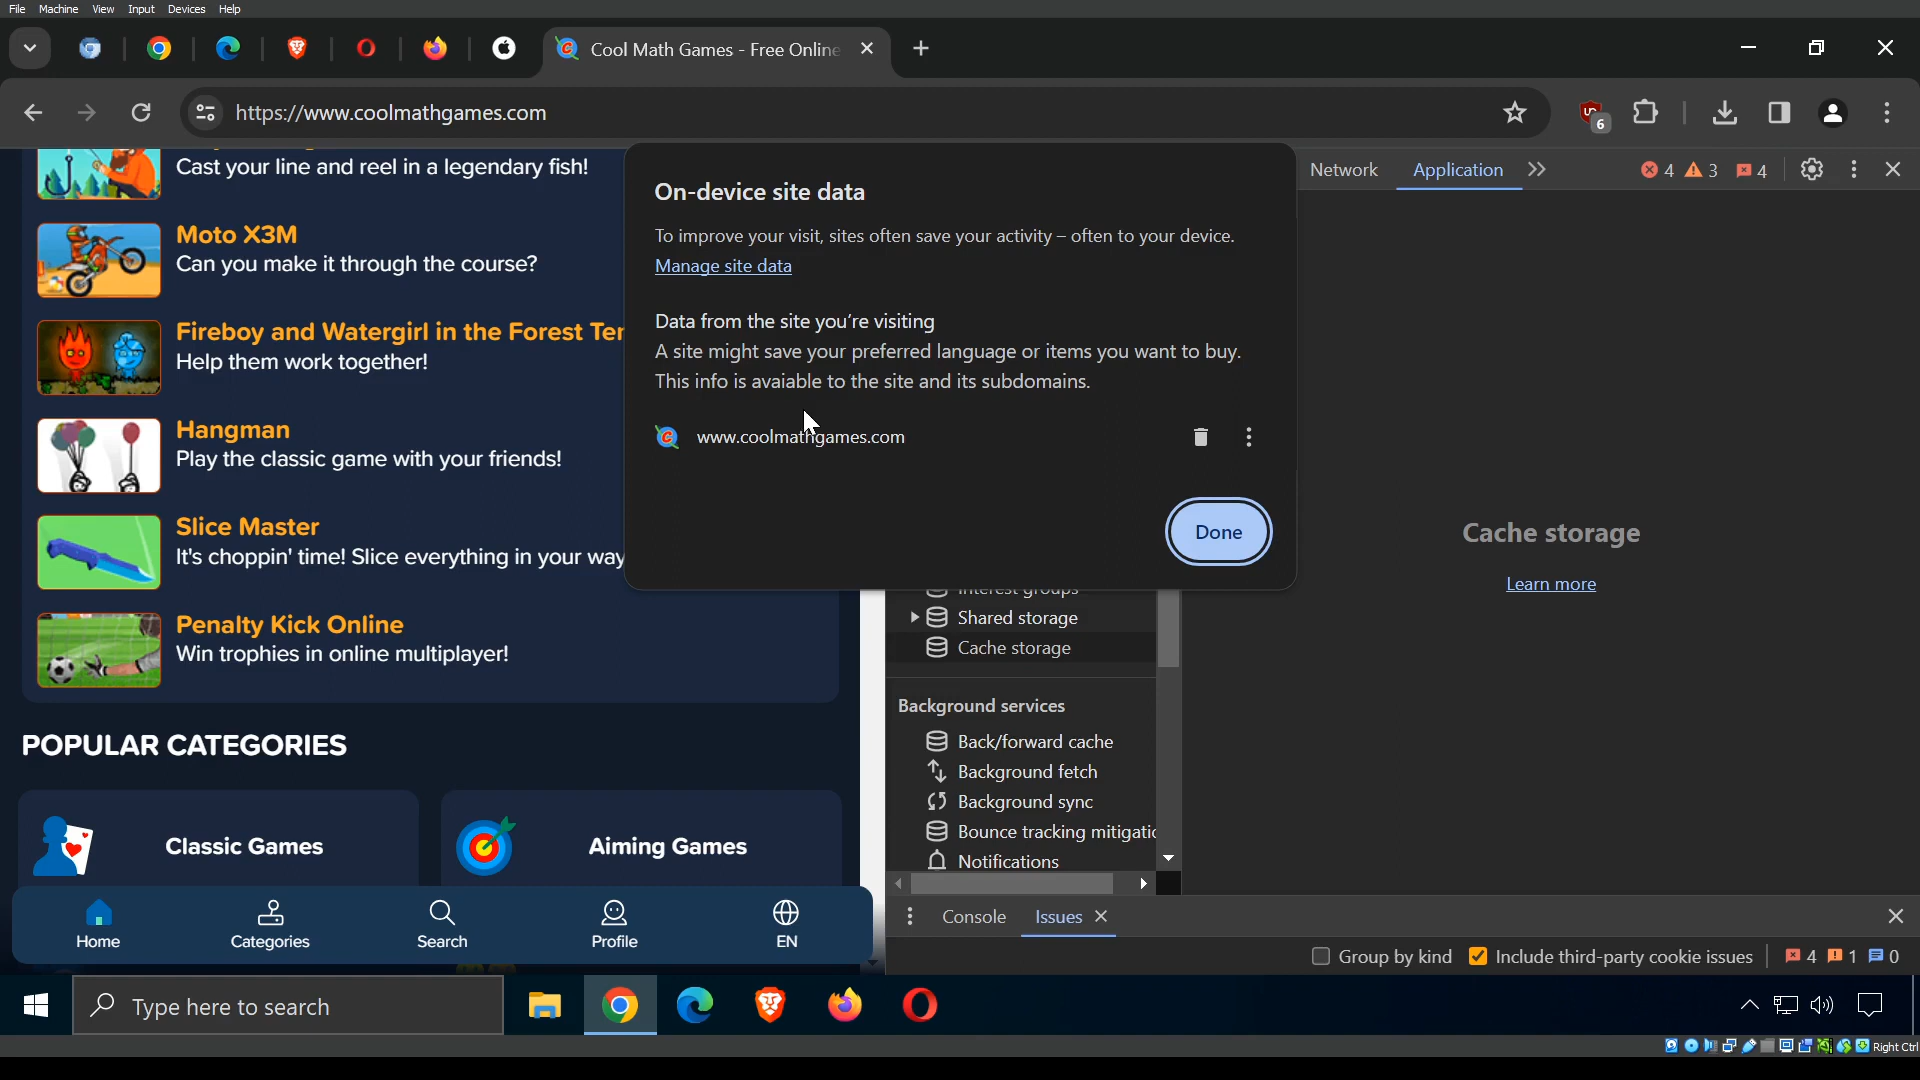 File Machine View Input Devices Help
Cool Math Games - Free Online
https://www.coolmathgames.com
6
Cast your line and reel in a legendary fish!
Moto X3M
Can you make it through the course?
Fireboy and Watergirl in the Forest Ter
Help them work together!
Hangman
Play the classic game with your friends!
Slice Master
It's choppin' time! Slice everything in your way
Penalty Kick Online
Win trophies in online multiplayer!
POPULAR CATEGORIES
Classic Games
Aiming Games
Home
Categories
Search
Profile
EN
On-device site data
To improve your visit, sites often save your activity – often to your device.
Manage site data
Data from the site you're visiting
A site might save your preferred language or items you want to buy.
This info is avaiable to the site and its subdomains.
www.coolmathgames.com
Done
Network Application 4 3 4
Cache storage
Learn more
Interest groups
Shared storage
Cache storage
Background services
Back/forward cache
Background fetch
Background sync
Bounce tracking mitigatic
Notifications
Console Issues
Group by kind Include third-party cookie issues 4 1 0
Type here to search
Right Ctrl